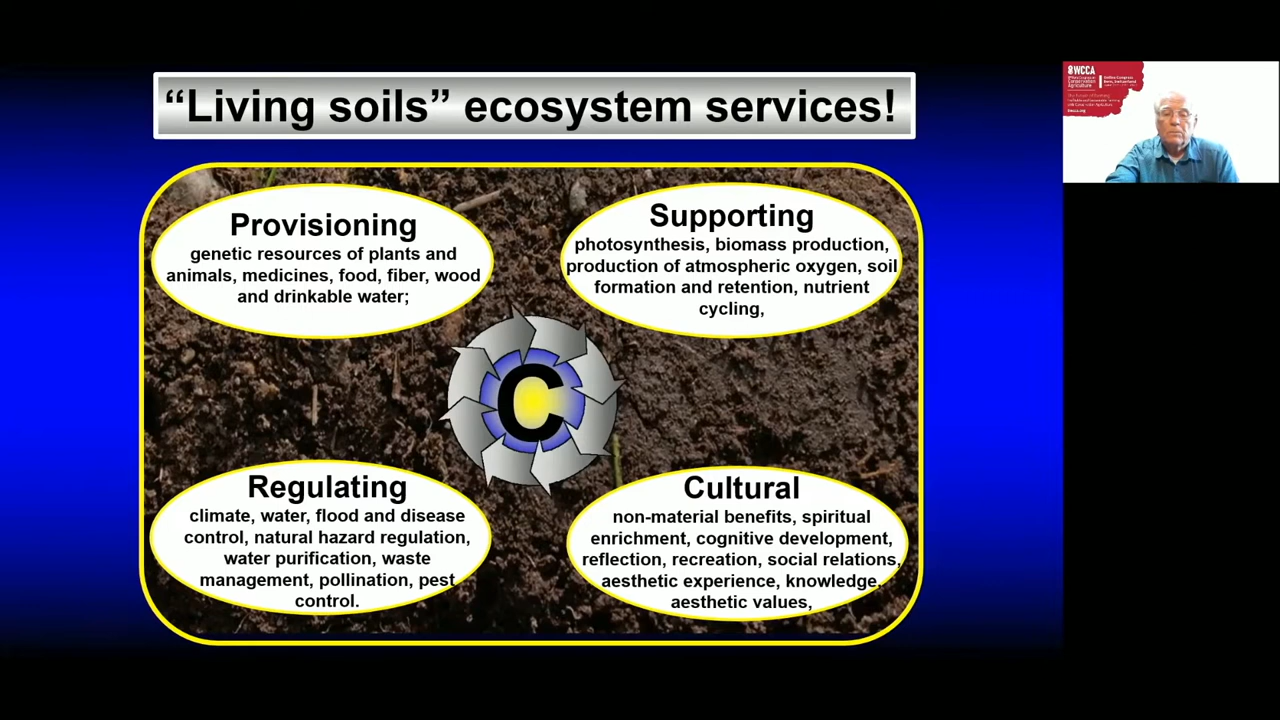 “Living soils” ecosystem services!
Provisioning
genetic resources of plants and
animals, medicines, food, fiber, wood
and drinkable water;
Supporting
photosynthesis, biomass production,
production of atmospheric oxygen, soil
formation and retention, nutrient
cycling,
C
Regulating
climate, water, flood and disease
control, natural hazard regulation,
water purification, waste
management, pollination, pest
control.
Cultural
non-material benefits, spiritual
enrichment, cognitive development,
reflection, recreation, social relations,
aesthetic experience, knowledge,
aesthetic values,
WCCA
Conservation
Agriculture